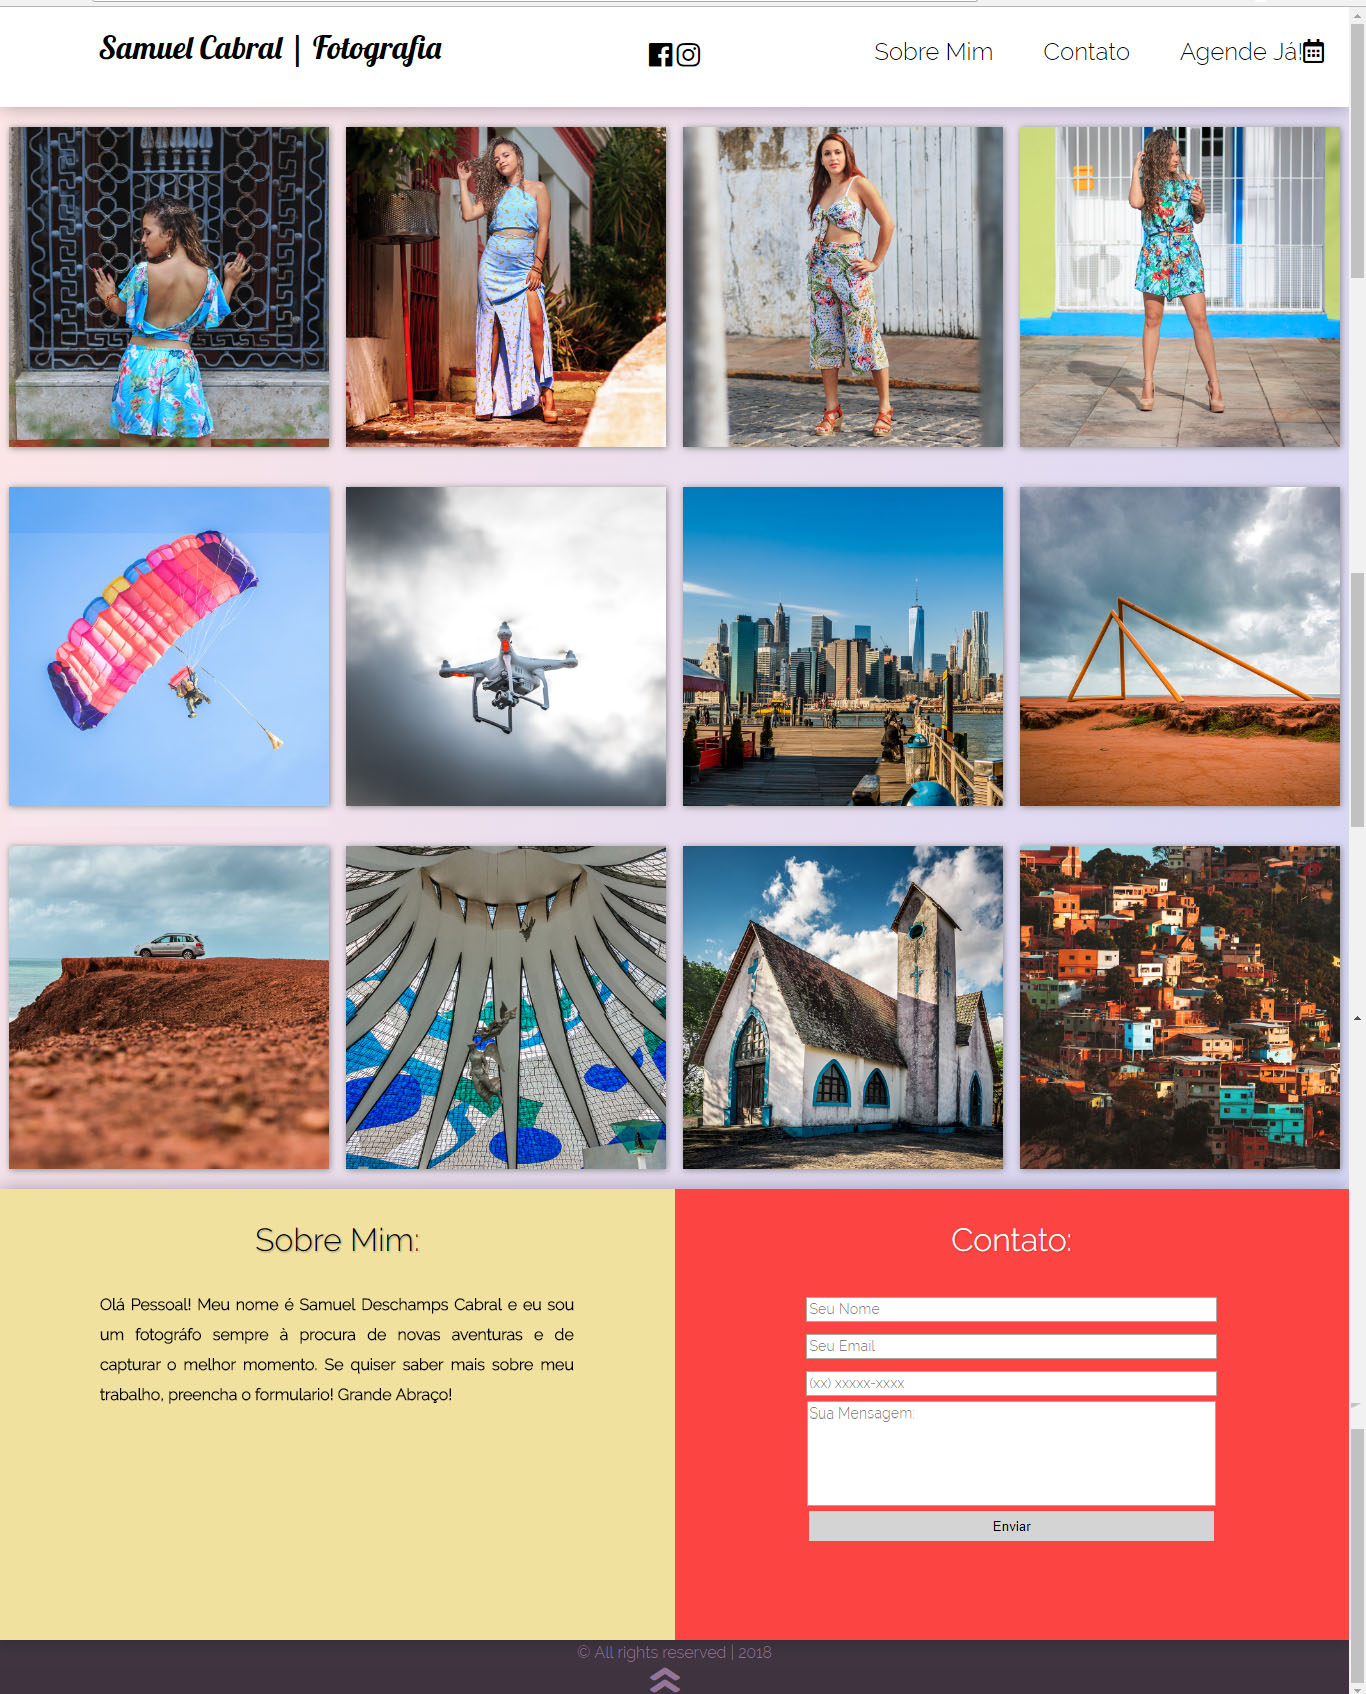 Samuel Cabral | Fotografia
Sobre Mim
Contato
Agende Já!
Sobre Mim:
Olá Pessoal! Meu nome é Samuel Deschamps Cabral e eu sou
um fotográfo sempre à procura de novas aventuras e de
capturar o melhor momento. Se quiser saber mais sobre meu
trabalho, preencha o formulario! Grande Abraço!
Contato:
Seu Nome
Seu Email
(xx) xxxxx-xxxx
Sua Mensagem:
Enviar
© All rights reserved | 2018